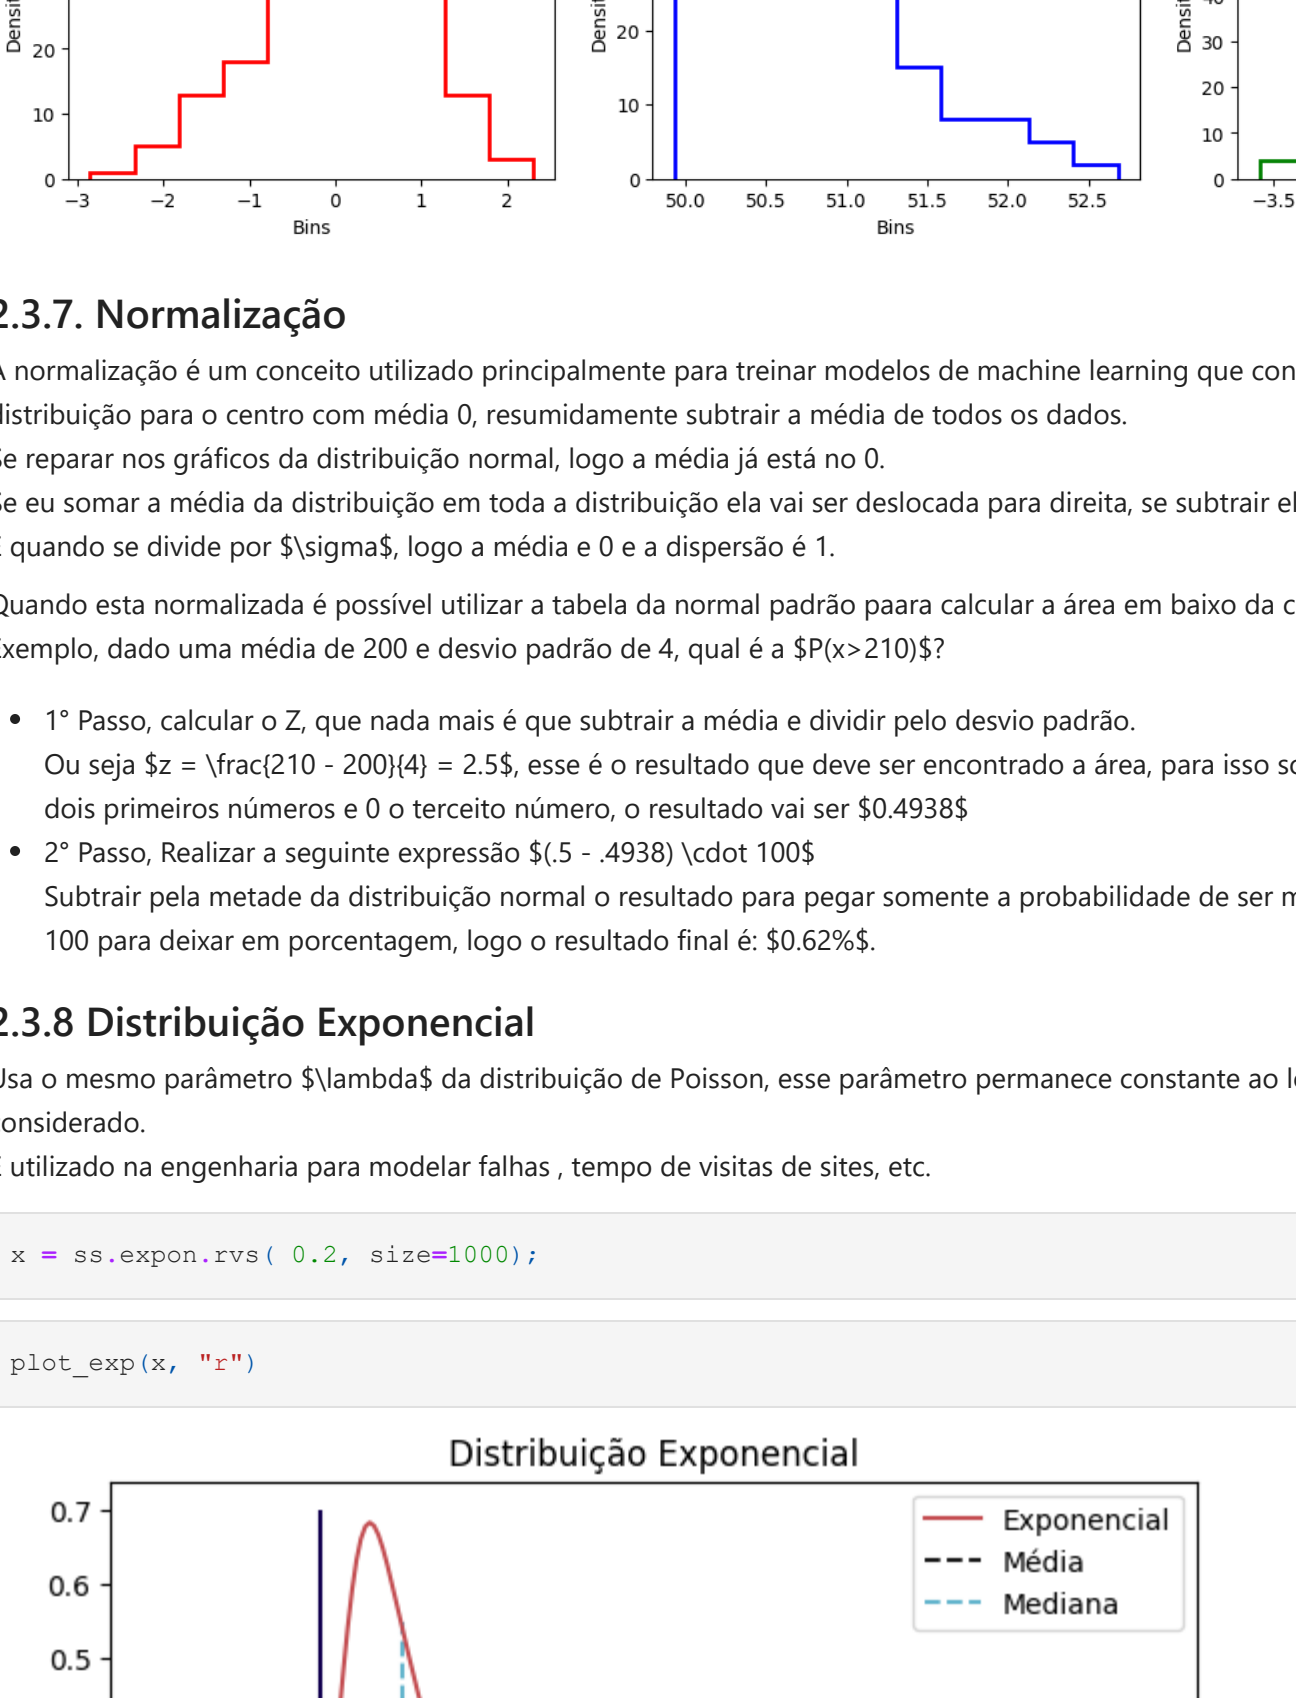 20
10
0
−3 −2 −1 0 1 2
Bins
20
10
0
50.0 50.5 51.0 51.5 52.0 52.5
Bins
30
20
10
0
−3.5
2.3.7. Normalização
A normalização é um conceito utilizado principalmente para treinar modelos de machine learning que
distribuição para o centro com média 0, resumidamente subtrair a média de todos os dados.
Se reparar nos gráficos da distribuição normal, logo a média já está no 0.
Se eu somar a média da distribuição em toda a distribuição ela vai ser deslocada para direita, se subtrair
E quando se divide por $\sigma$, logo a média e 0 e a dispersão é 1.
Quando esta normalizada é possível utilizar a tabela da normal padrão paara calcular a área em baixo da
Exemplo, dado uma média de 200 e desvio padrão de 4, qual é a $P(x>210)$?
• 1° Passo, calcular o Z, que nada mais é que subtrair a média e dividir pelo desvio padrão.
Ou seja $z = \frac{210 - 200}{4} = 2.5$, esse é o resultado que deve ser encontrado a área, para isso
dois primeiros números e 0 o terceito número, o resultado vai ser $0.4938$
• 2° Passo, Realizar a seguinte expressão $(.5 - .4938) \cdot 100$
Subtrair pela metade da distribuição normal o resultado para pegar somente a probabilidade de ser
100 para deixar em porcentagem, logo o resultado final é: $0.62%$.
2.3.8 Distribuição Exponencial
Usa o mesmo parâmetro $\lambda$ da distribuição de Poisson, esse parâmetro permanece constante ao
considerado.
É utilizado na engenharia para modelar falhas , tempo de visitas de sites, etc.
x = ss.expon.rvs( 0.2, size=1000);
plot_exp(x, "r")
Distribuição Exponencial
0.7
0.6
0.5
Exponencial
Média
Mediana